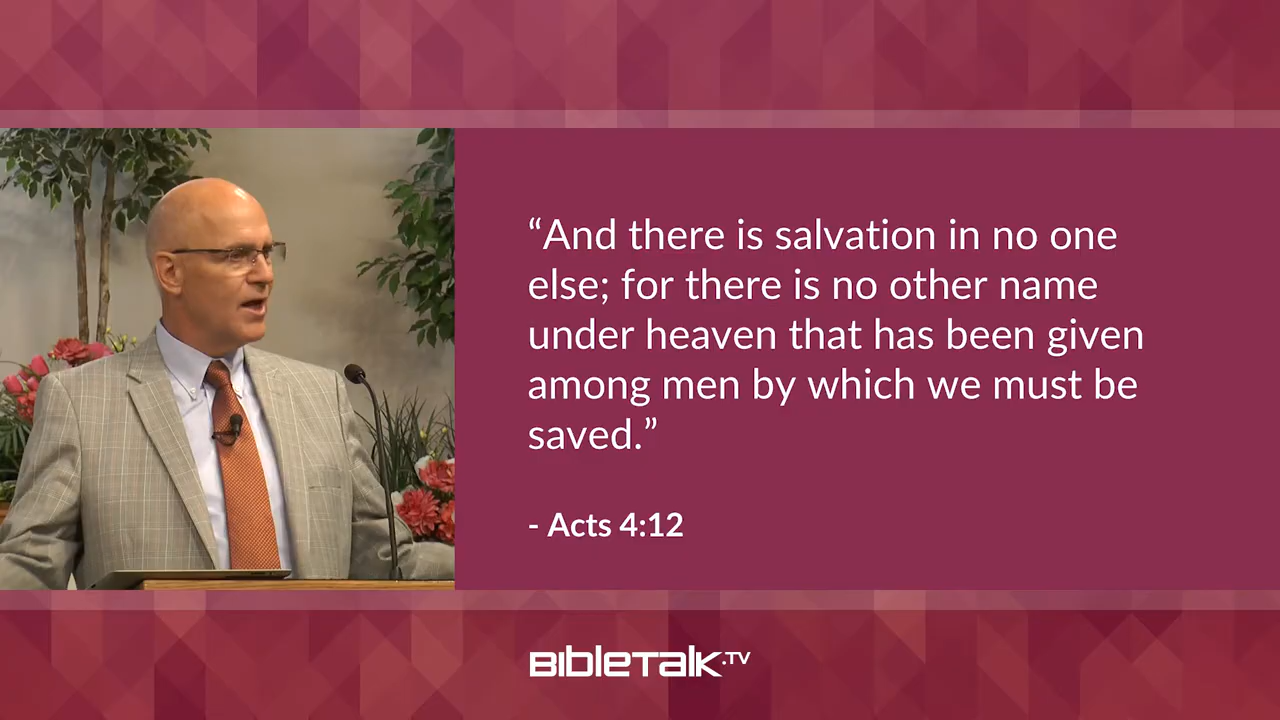 “And there is salvation in no one
else; for there is no other name
under heaven that has been given
among men by which we must be
saved.”
- Acts 4:12
BibleTalk.TV